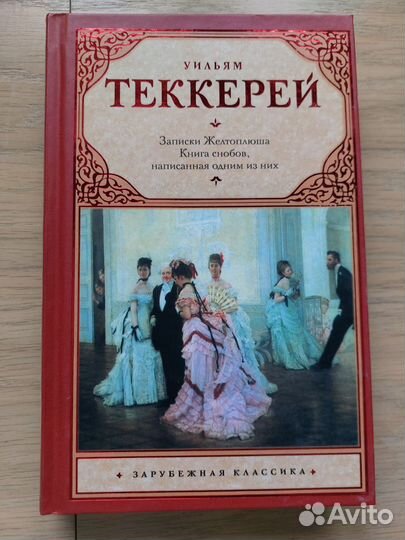 УИЛЬЯМ
ТЕККЕРЕЙ
Записки Желтоплюша
Книга снобов,
написанная одним из них
ЗАРУБЕЖНАЯ КЛАССИКА
Avito